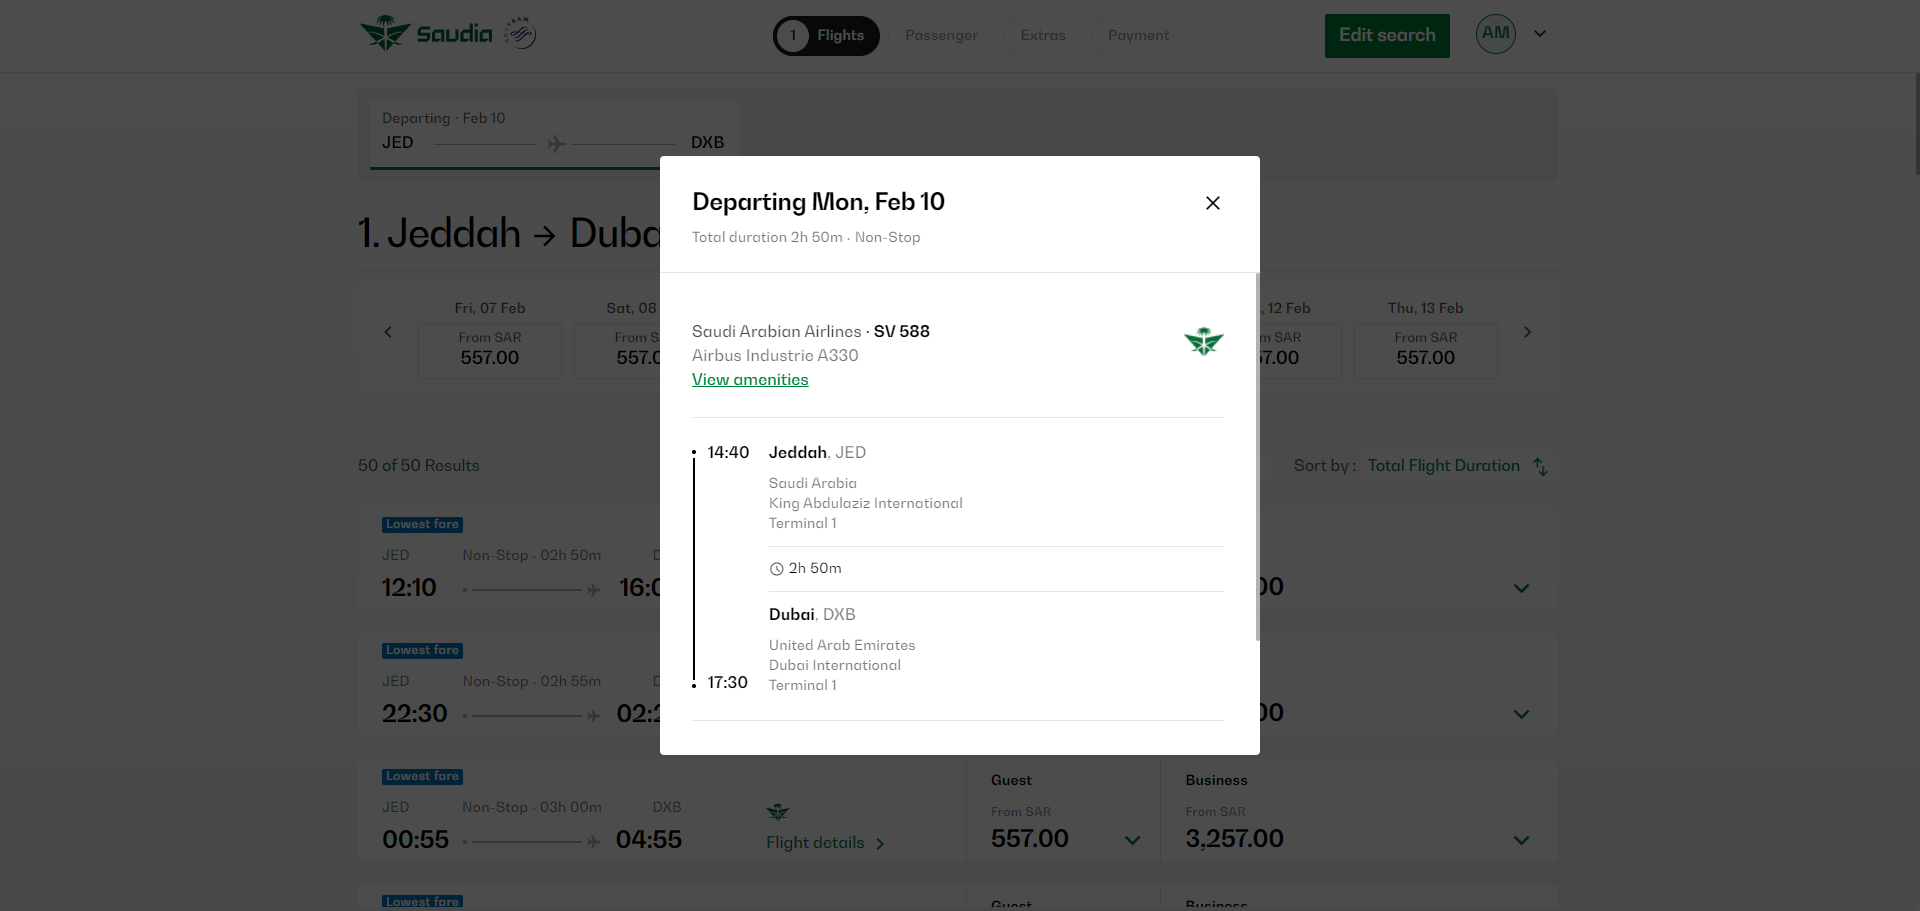 Saudia
SKYTEAM
1 Flights
Passenger
Extras
Payment
Edit search
AM
Departing · Feb 10
JED
DXB
1. Jeddah → Duba
Fri, 07 Feb
From SAR
557.00
Sat, 08
From S
557.0
, 12 Feb
m SAR
57.00
Thu, 13 Feb
From SAR
557.00
50 of 50 Results
Sort by : Total Flight Duration
Departing Mon, Feb 10
Total duration 2h 50m · Non-Stop
Saudi Arabian Airlines · SV 588
Airbus Industrie A330
View amenities
14:40 Jeddah, JED
Saudi Arabia
King Abdulaziz International
Terminal 1
2h 50m
Dubai, DXB
United Arab Emirates
Dubai International
Terminal 1
17:30
Lowest fare
JED Non-Stop · 02h 50m D
12:10 16:0
00
Lowest fare
JED Non-Stop · 02h 55m D
22:30 02:2
00
Lowest fare
JED Non-Stop · 03h 00m DXB
00:55 04:55
Flight details
Guest
From SAR
557.00
Business
From SAR
3,257.00
Lowest fare
Guest
Business